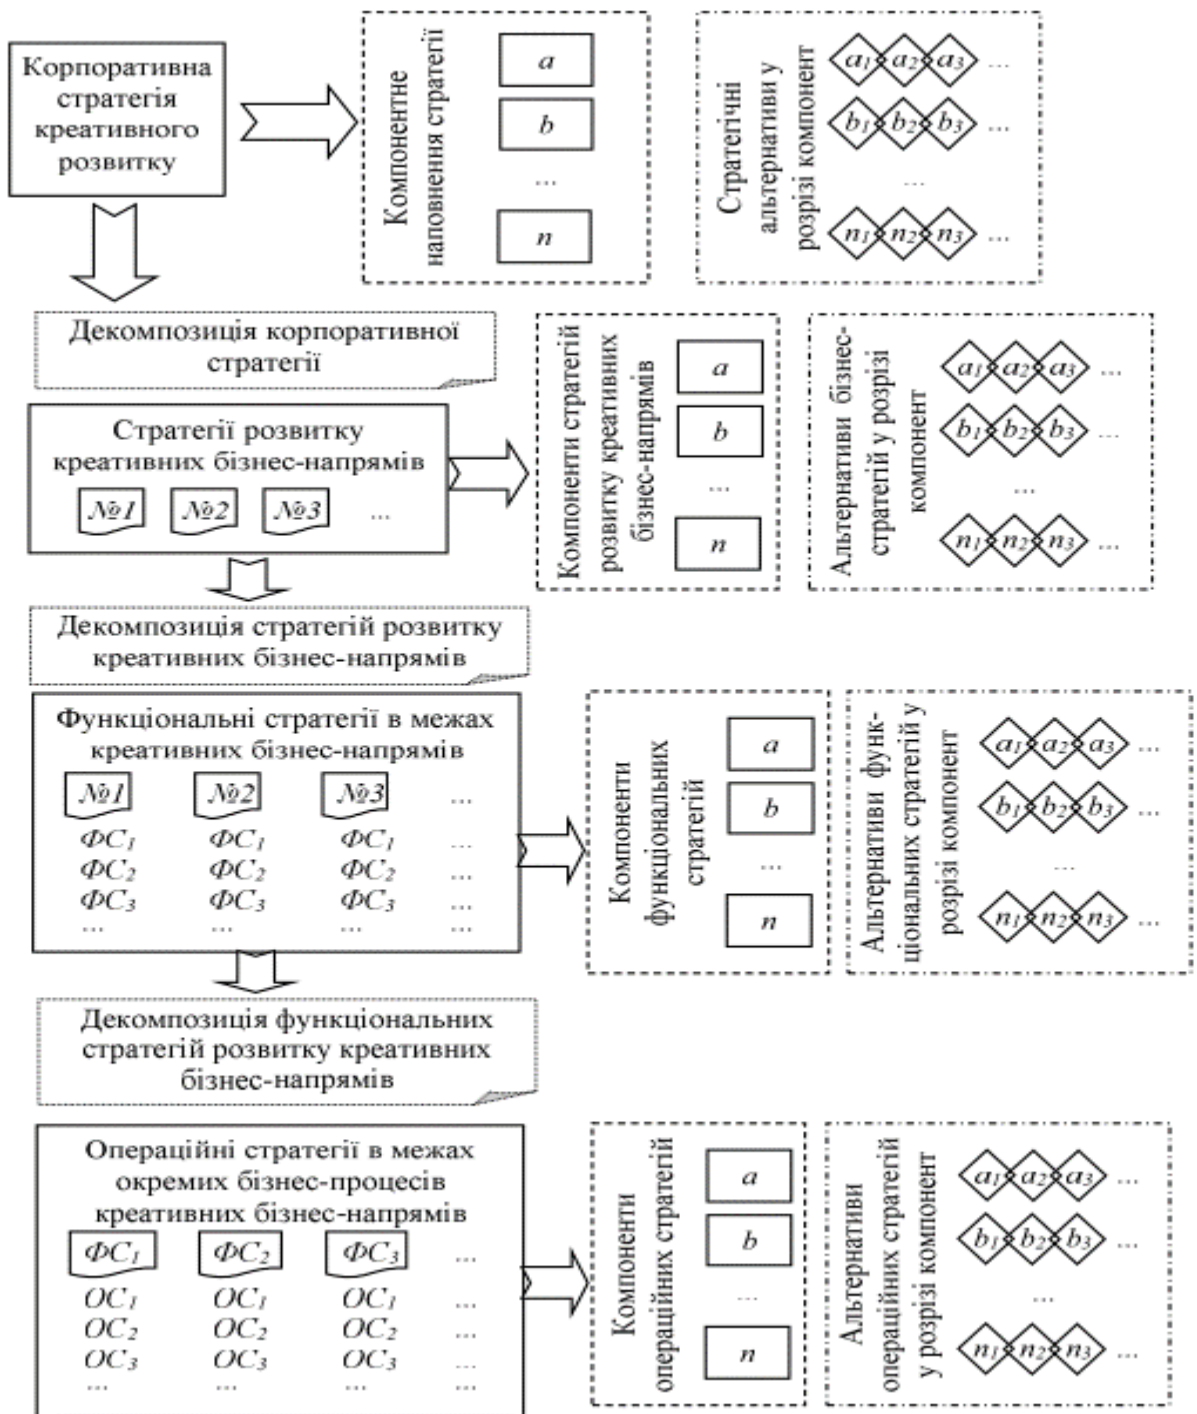 Корпоративна
стратегія
креативного
розвитку
Компонентне
наповнення стратегії
a
b
...
n
Стратегічні
альтернативи у
розрізі компонент
a₁ a₂ a₃ ...
b₁ b₂ b₃ ...
...
n₁ n₂ n₃ ...
Декомпозиція корпоративної
стратегії
Стратегії розвитку
креативних бізнес-напрямів
№1 №2 №3 ...
Компоненти стратегій
розвитку креативних
бізнес-напрямів
a
b
...
n
Альтернативи бізнес-
стратегій у розрізі
компонент
a₁ a₂ a₃ ...
b₁ b₂ b₃ ...
...
n₁ n₂ n₃ ...
Декомпозиція стратегій розвитку
креативних бізнес-напрямів
Функціональні стратегії в межах
креативних бізнес-напрямів
№1 №2 №3 ...
ФС₁ ФС₁ ФС₁ ...
ФС₂ ФС₂ ФС₂ ...
ФС₃ ФС₃ ФС₃ ...
... ... ... ...
Компоненти
функціональних
стратегій
a
b
...
n
Альтернативи функ-
ціональних стратегій у
розрізі компонент
a₁ a₂ a₃ ...
b₁ b₂ b₃ ...
...
n₁ n₂ n₃ ...
Декомпозиція функціональних
стратегій розвитку креативних
бізнес-напрямів
Операційні стратегії в межах
окремих бізнес-процесів
креативних бізнес-напрямів
ФС₁ ФС₂ ФС₃ ...
ОС₁ ОС₁ ОС₁ ...
ОС₂ ОС₂ ОС₂ ...
ОС₃ ОС₃ ОС₃ ...
... ... ... ...
Компоненти
операційних стратегій
a
b
...
n
Альтернативи
операційних стратегій
у розрізі компонент
a₁ a₂ a₃ ...
b₁ b₂ b₃ ...
...
n₁ n₂ n₃ ...